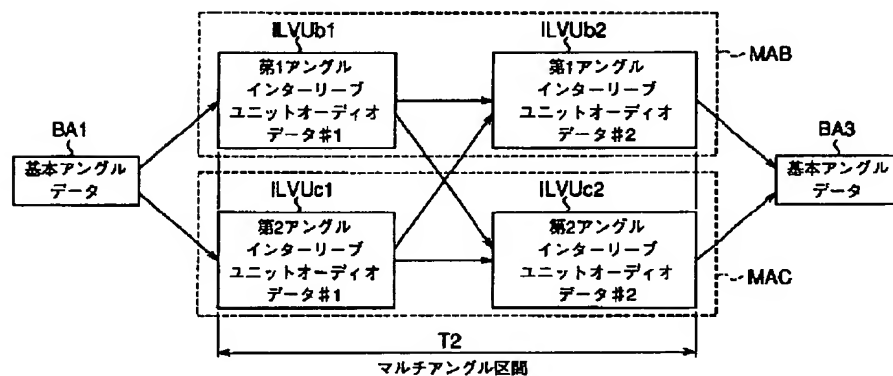 ILVUb1
ILVUb2
第1アングル
インターリーブ
ユニットオーディオ
データ#1
第1アングル
インターリーブ
ユニットオーディオ
データ#2
MAB
BA1
基本アングル
データ
BA3
基本アングル
データ
ILVUc1
ILVUc2
第2アングル
インターリーブ
ユニットオーディオ
データ#1
第2アングル
インターリーブ
ユニットオーディオ
データ#2
MAC
T2
マルチアングル区間